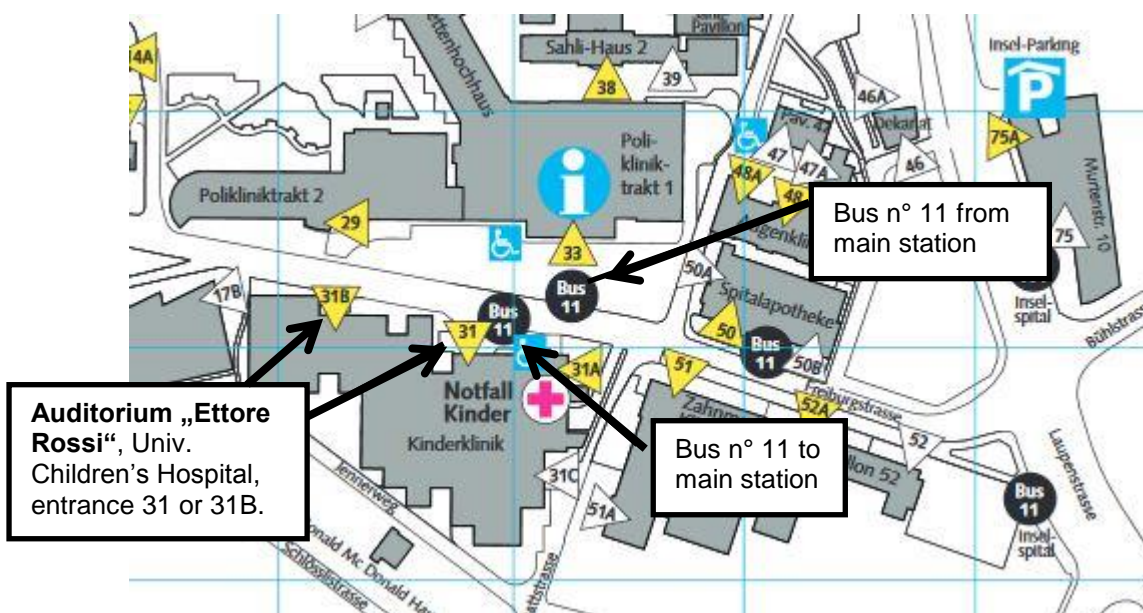 Pavillon
Sahli-Haus 2
Insel-Parking
P
4A
38
39
46A
Dekanat
Pav. 47
75A
Poli-
klinik-
trakt 1
47
47A
46
48A
48
Murtenstr. 10
Polikliniktrakt 2
29
i
33
Bus n° 11 from
main station
75
Insel-
spital
Bühlstrasse
50A
Spitalapotheke
17B
31B
Bus
11
Bus
11
31
50
Bus
11
50B
Freiburgstrasse
31A
51
52A
52
Notfall
Kinder
Kinderklinik
Auditorium „Ettore
Rossi“, Univ.
Children’s Hospital,
entrance 31 or 31B.
Bus n° 11 to
main station
Laupenstrasse
Jennerweg
31C
51A
Bus
11
Insel-
spital
Schlösslistrasse